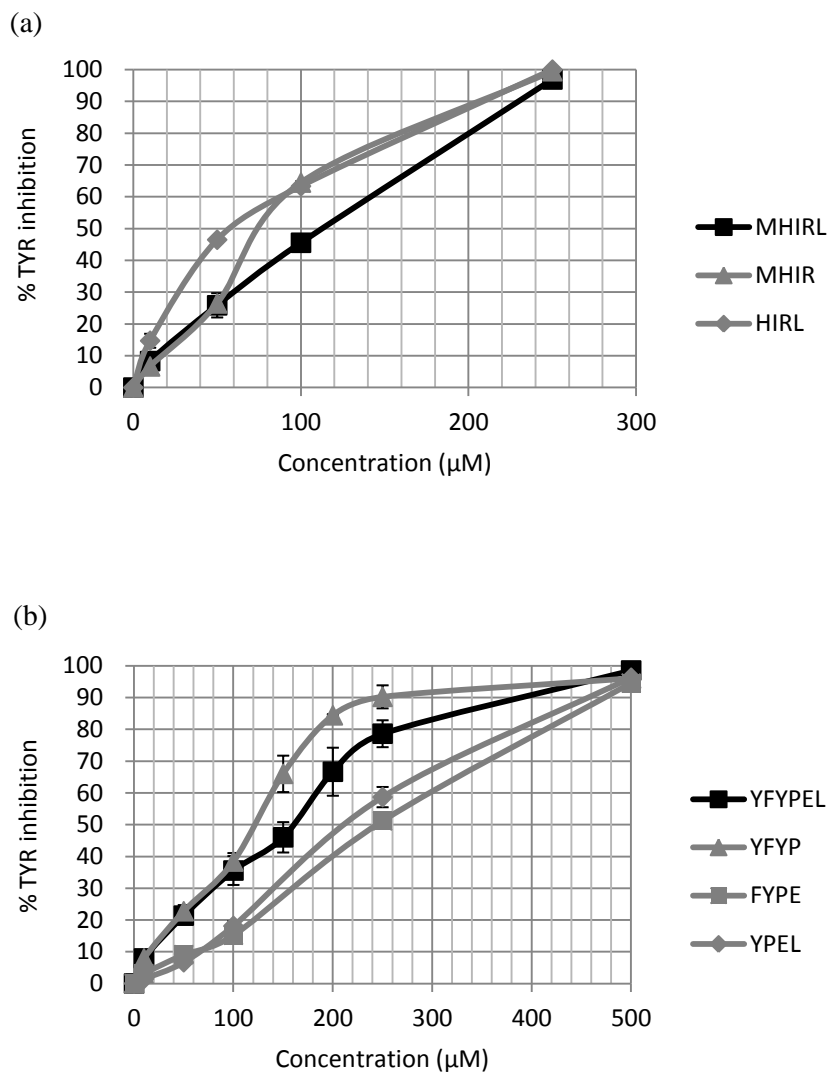 (a)
100
90
80
70
60
50
40
30
20
10
0
% TYR inhibition
0 100 200 300
Concentration (µM)
MHIRL
MHIR
HIRL
(b)
100
90
80
70
60
50
40
30
20
10
0
% TYR inhibition
0 100 200 300 400 500
Concentration (µM)
YFYPEL
YFYP
FYPE
YPEL